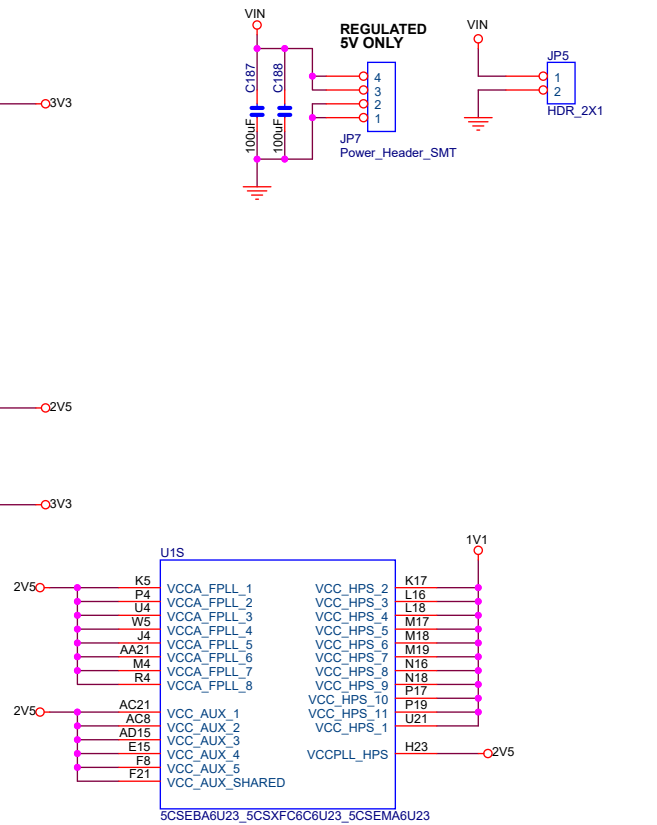 VIN
REGULATED
5V ONLY
VIN
C187
C188
100uF
100uF
4
3
2
1
JP7
Power_Header_SMT
JP5
1
2
HDR_2X1
3V3
2V5
3V3
U1S
1V1
2V5
K5 VCCA_FPLL_1
P4 VCCA_FPLL_2
U4 VCCA_FPLL_3
W5 VCCA_FPLL_4
J4 VCCA_FPLL_5
AA21 VCCA_FPLL_6
M4 VCCA_FPLL_7
R4 VCCA_FPLL_8
2V5
AC21 VCC_AUX_1
AC8 VCC_AUX_2
AD15 VCC_AUX_3
E15 VCC_AUX_4
F8 VCC_AUX_5
F21 VCC_AUX_SHARED
VCC_HPS_2 K17
VCC_HPS_3 L16
VCC_HPS_4 L18
VCC_HPS_5 M17
VCC_HPS_6 M18
VCC_HPS_7 M19
VCC_HPS_8 N16
VCC_HPS_9 N18
VCC_HPS_10 P17
VCC_HPS_11 P19
VCC_HPS_1 U21
VCCPLL_HPS H23 2V5
5CSEBA6U23_5CSXFC6C6U23_5CSEMA6U23